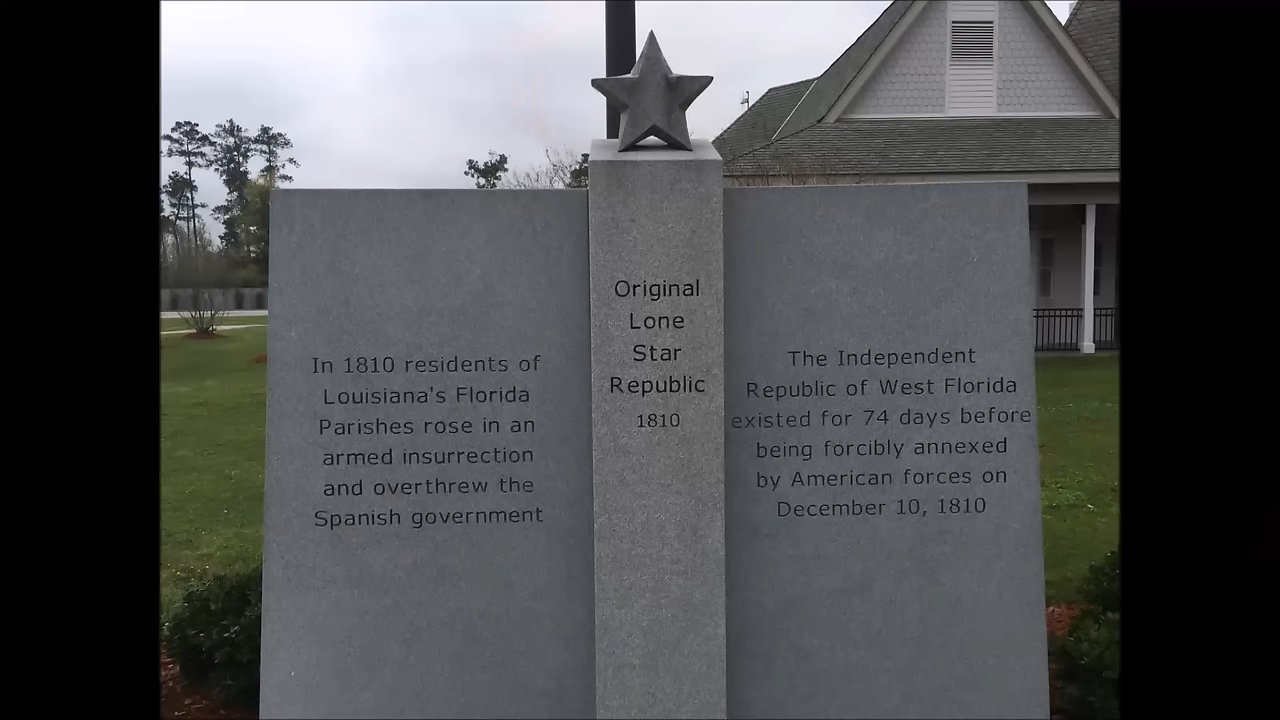 In 1810 residents of
Louisiana's Florida
Parishes rose in an
armed insurrection
and overthrew the
Spanish government
Original
Lone
Star
Republic
1810
The Independent
Republic of West Florida
existed for 74 days before
being forcibly annexed
by American forces on
December 10, 1810